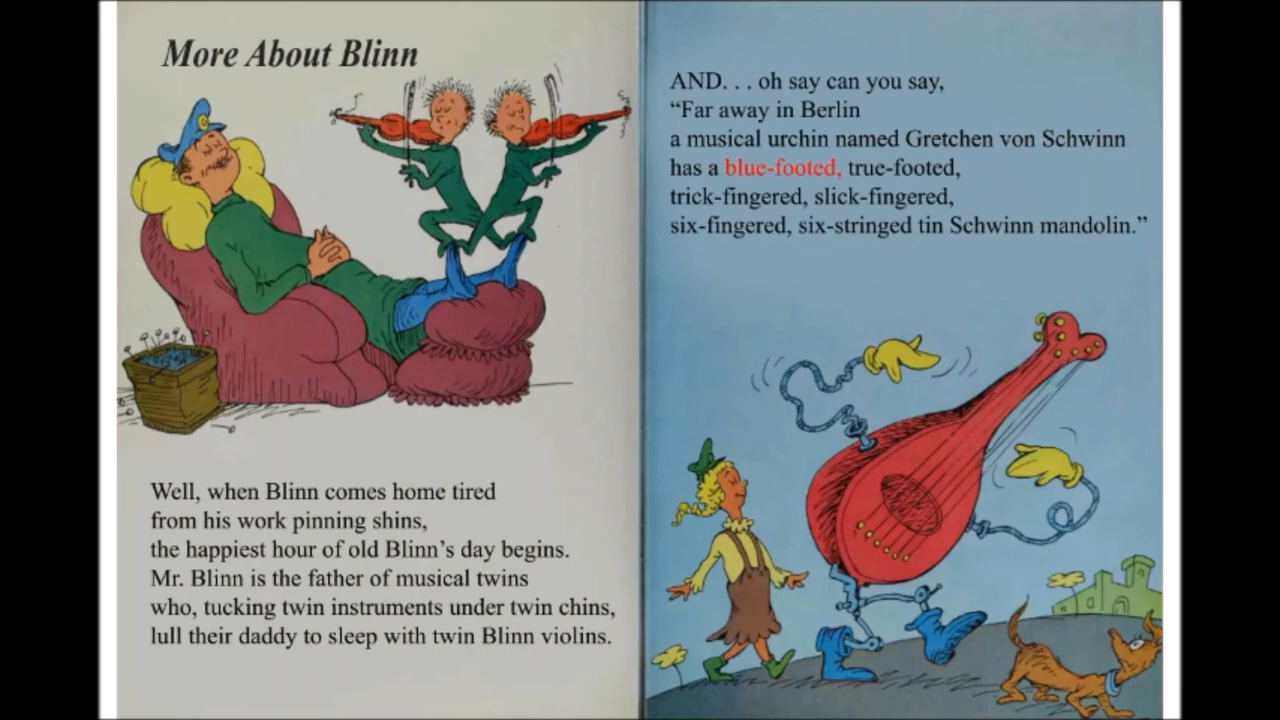 More About Blinn
Well, when Blinn comes home tired
from his work pinning shins,
the happiest hour of old Blinn’s day begins.
Mr. Blinn is the father of musical twins
who, tucking twin instruments under twin chins,
lull their daddy to sleep with twin Blinn violins.
AND. . . oh say can you say,
“Far away in Berlin
a musical urchin named Gretchen von Schwinn
has a blue-footed, true-footed,
trick-fingered, slick-fingered,
six-fingered, six-stringed tin Schwinn mandolin.”